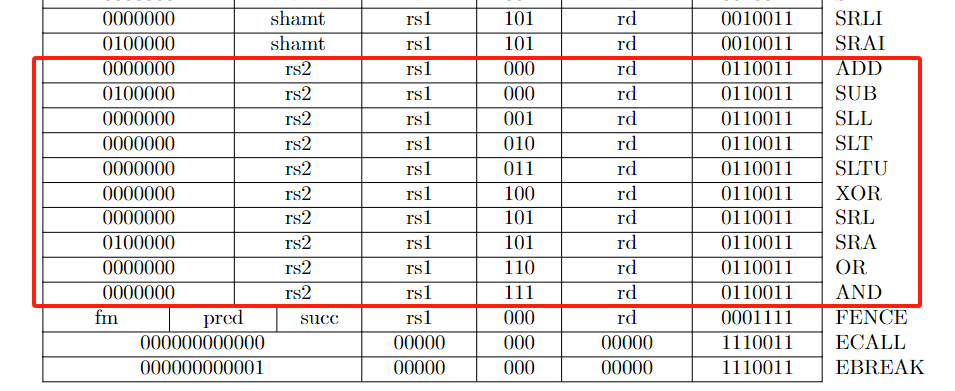 0000000 shamt rs1 101 rd 0010011 SRLI
0100000 shamt rs1 101 rd 0010011 SRAI
0000000 rs2 rs1 000 rd 0110011 ADD
0100000 rs2 rs1 000 rd 0110011 SUB
0000000 rs2 rs1 001 rd 0110011 SLL
0000000 rs2 rs1 010 rd 0110011 SLT
0000000 rs2 rs1 011 rd 0110011 SLTU
0000000 rs2 rs1 100 rd 0110011 XOR
0000000 rs2 rs1 101 rd 0110011 SRL
0100000 rs2 rs1 101 rd 0110011 SRA
0000000 rs2 rs1 110 rd 0110011 OR
0000000 rs2 rs1 111 rd 0110011 AND
fm pred succ rs1 000 rd 0001111 FENCE
000000000000 00000 000 00000 1110011 ECALL
000000000001 00000 000 00000 1110011 EBREAK